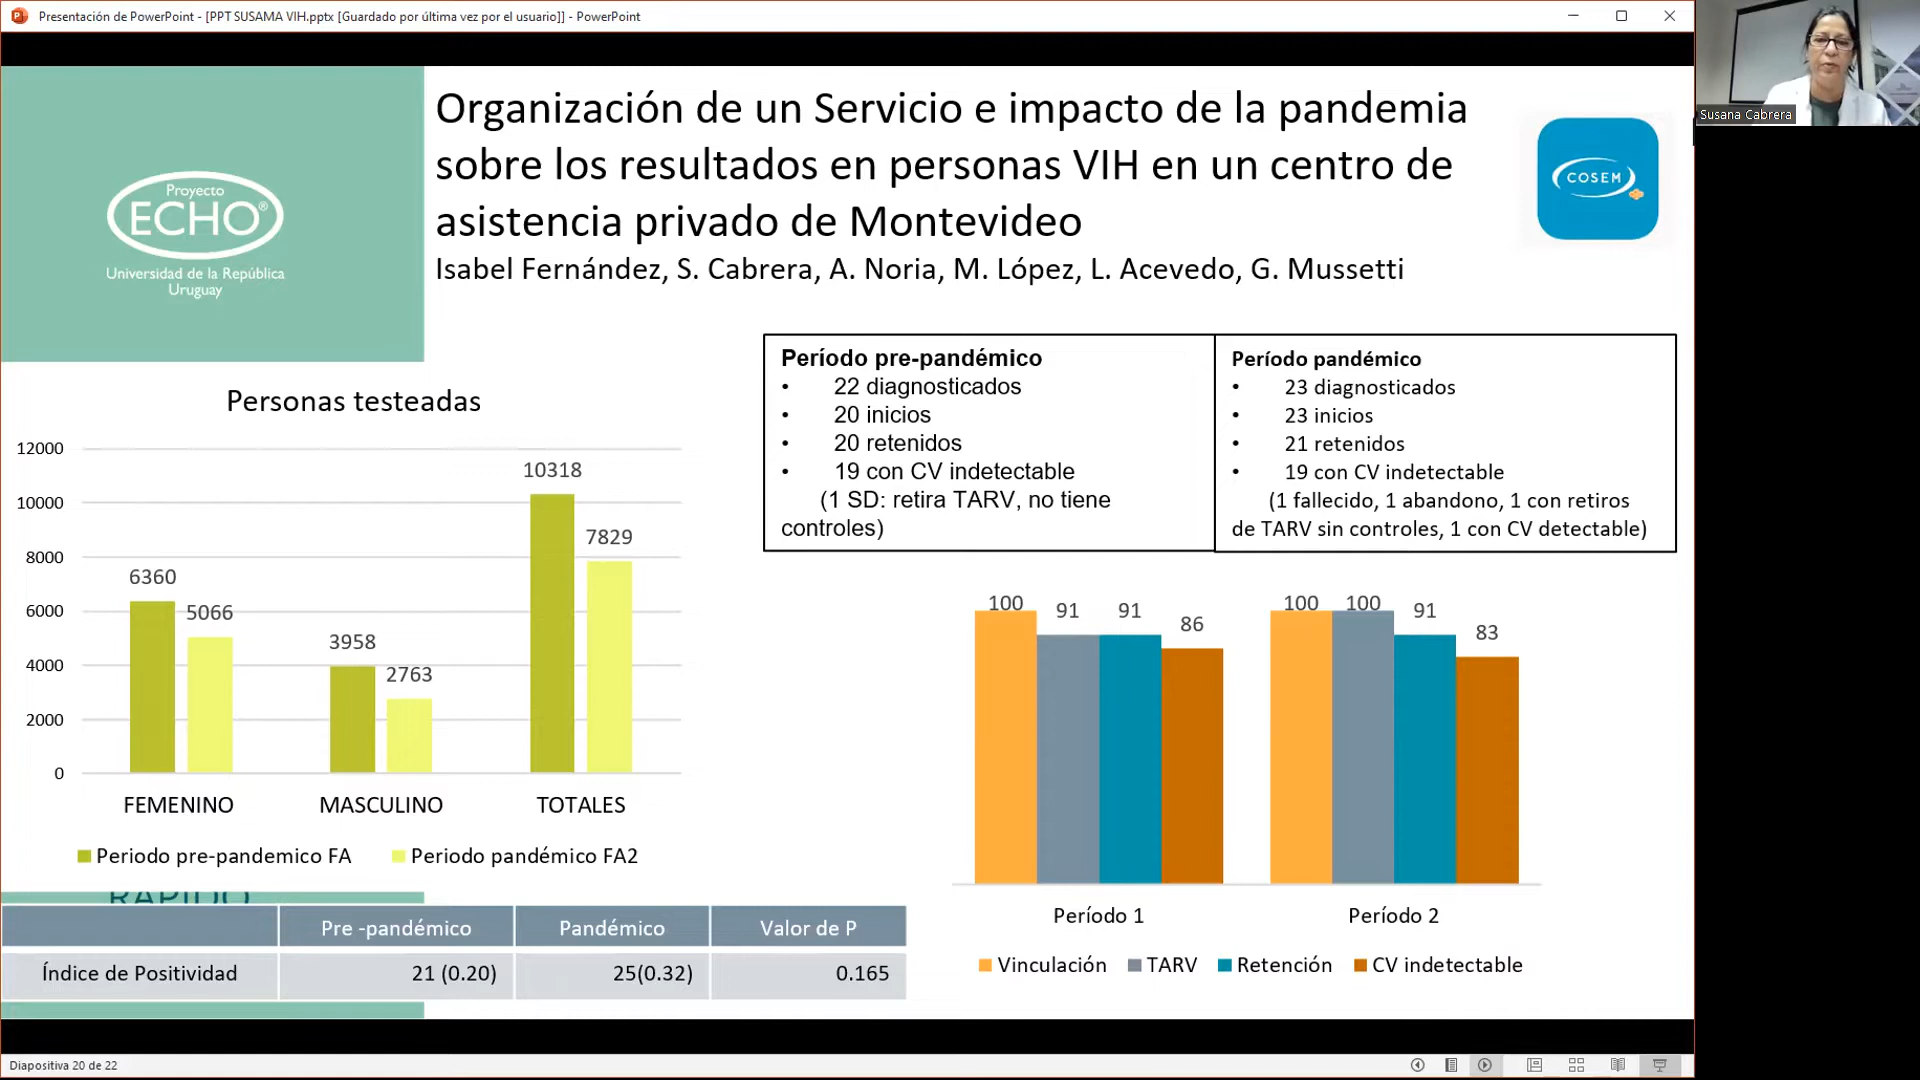 Presentación de PowerPoint - [PPT SUSAMA VIH.pptx [Guardado por última vez por el usuario]] - PowerPoint
Susana Cabrera
Proyecto
ECHO®
Universidad de la República
Uruguay
Organización de un Servicio e impacto de la pandemia
sobre los resultados en personas VIH en un centro de
asistencia privado de Montevideo
Isabel Fernández, S. Cabrera, A. Noria, M. López, L. Acevedo, G. Mussetti
COSEM
Período pre-pandémico
• 22 diagnosticados
• 20 inicios
• 20 retenidos
• 19 con CV indetectable
(1 SD: retira TARV, no tiene
controles)
Período pandémico
• 23 diagnosticados
• 23 inicios
• 21 retenidos
• 19 con CV indetectable
(1 fallecido, 1 abandono, 1 con retiros
de TARV sin controles, 1 con CV detectable)
Personas testeadas
12000
10000
8000
6000
4000
2000
0
6360
5066
3958
2763
10318
7829
FEMENINO MASCULINO TOTALES
Periodo pre-pandemico FA Periodo pandémico FA2
100 91 91 86
100 100 91 83
Período 1 Período 2
Vinculación TARV Retención CV indetectable
RAPIDO
Pre -pandémico Pandémico Valor de P
Índice de Positividad 21 (0.20) 25(0.32) 0.165
Diapositiva 20 de 22